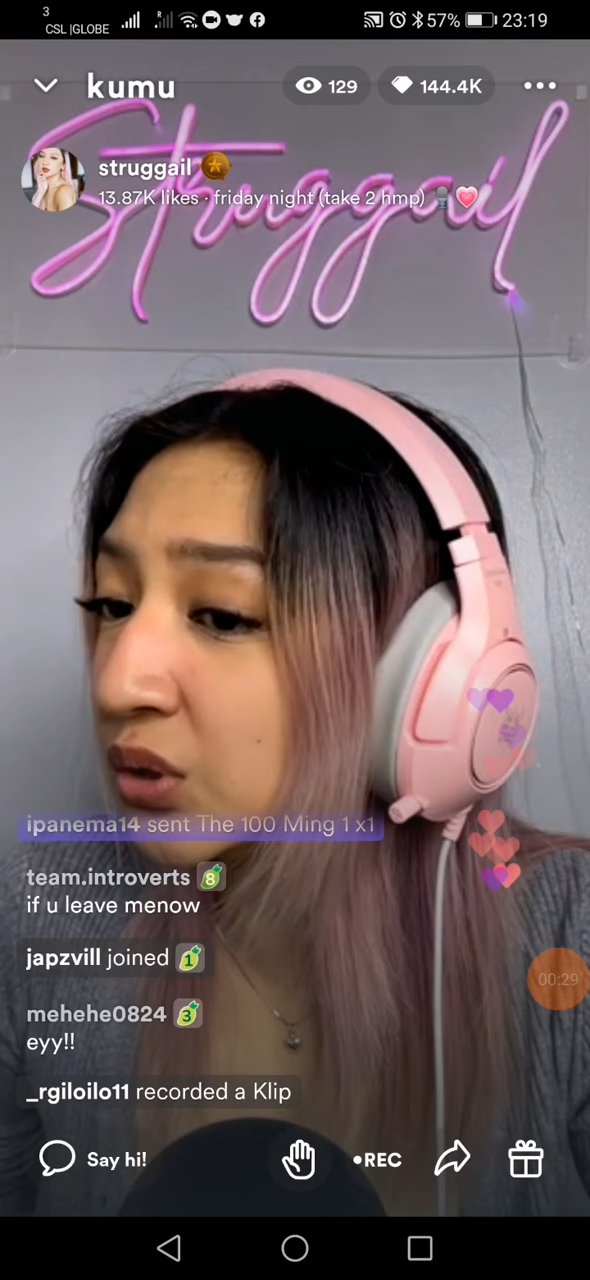 3
CSL |GLOBE
57%
23:19
kumu
129
144.4K
Struggail
struggail
13.87K likes · friday night (take 2 hmp)
ipanema14 sent The 100 Ming 1 x1
team.introverts 8
if u leave menow
japzvill joined 1
00:29
mehehe0824 3
eyy!!
_rgiloilo11 recorded a Klip
Say hi!
•REC